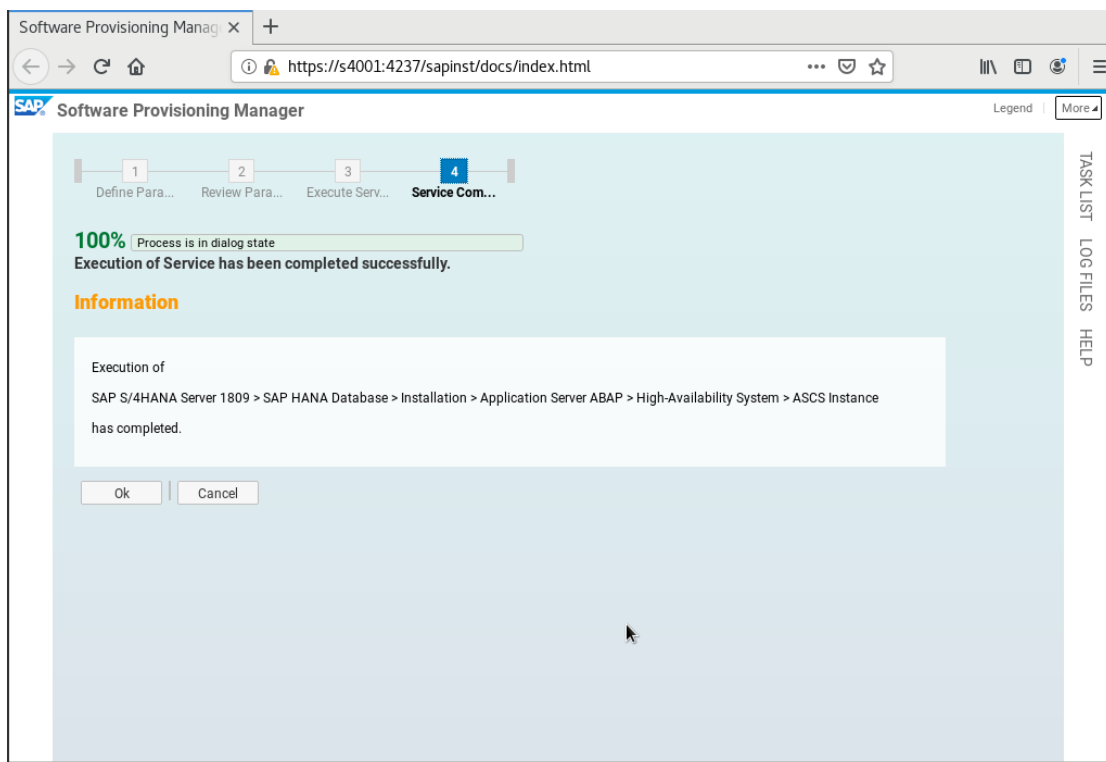 Software Provisioning Manag
https://s4001:4237/sapinst/docs/index.html
SAP Software Provisioning Manager
Legend
More
1
2
3
4
Define Para...
Review Para...
Execute Serv...
Service Com...
100% Process is in dialog state
Execution of Service has been completed successfully.
Information
Execution of
SAP S/4HANA Server 1809 > SAP HANA Database > Installation > Application Server ABAP > High-Availability System > ASCS Instance
has completed.
Ok
Cancel
TASK LIST
LOG FILES
HELP